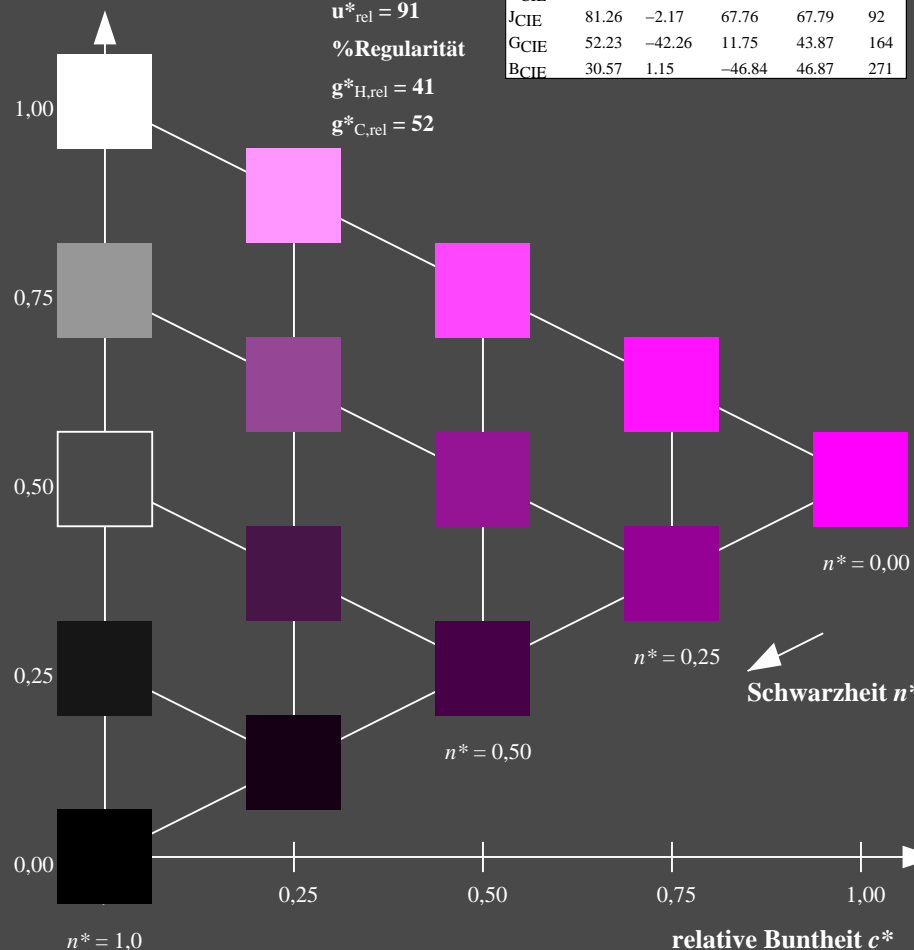 u*rel = 91
%Regularität
g*H,rel = 41
g*C,rel = 52
CIE
JCIE 81.26 −2.17 67.76 67.79 92
GCIE 52.23 −42.26 11.75 43.87 164
BCIE 30.57 1.15 −46.84 46.87 271
1,00
0,75
0,50
n* = 0,00
n* = 0,25
0,25
Schwarzheit n*
n* = 0,50
0,00
0,25 0,50 0,75 1,00
n* = 1,0
relative Buntheit c*